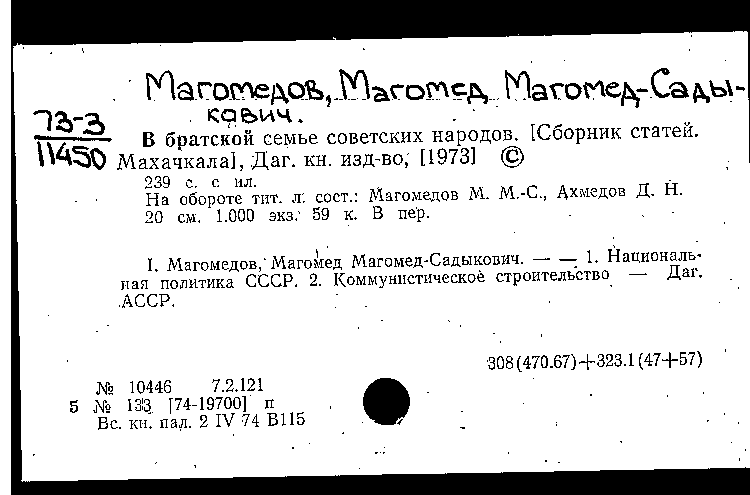 Магомедов, Магомед Магомед-Сады-
кович.
73-3
11450
В братской семье советских народов. [Сборник статей.
Махачкала], Даг. кн. изд-во, [1973] ©
239 с. с ил.
На обороте тит. л. сост.: Магомедов М. М.-С., Ахмедов Д. Н.
20 см. 1.000 экз. 59 к. В пер.
I. Магомедов, Магомед Магомед-Садыкович. — — 1. Националь-
ная политика СССР. 2. Коммунистическое строительство — Даг.
АССР.
308(470.67)+323.1(47+57)
№ 10446 7.2.121
5 № 133 [74-19700] п
Вс. кн. пал. 2 IV 74 В115